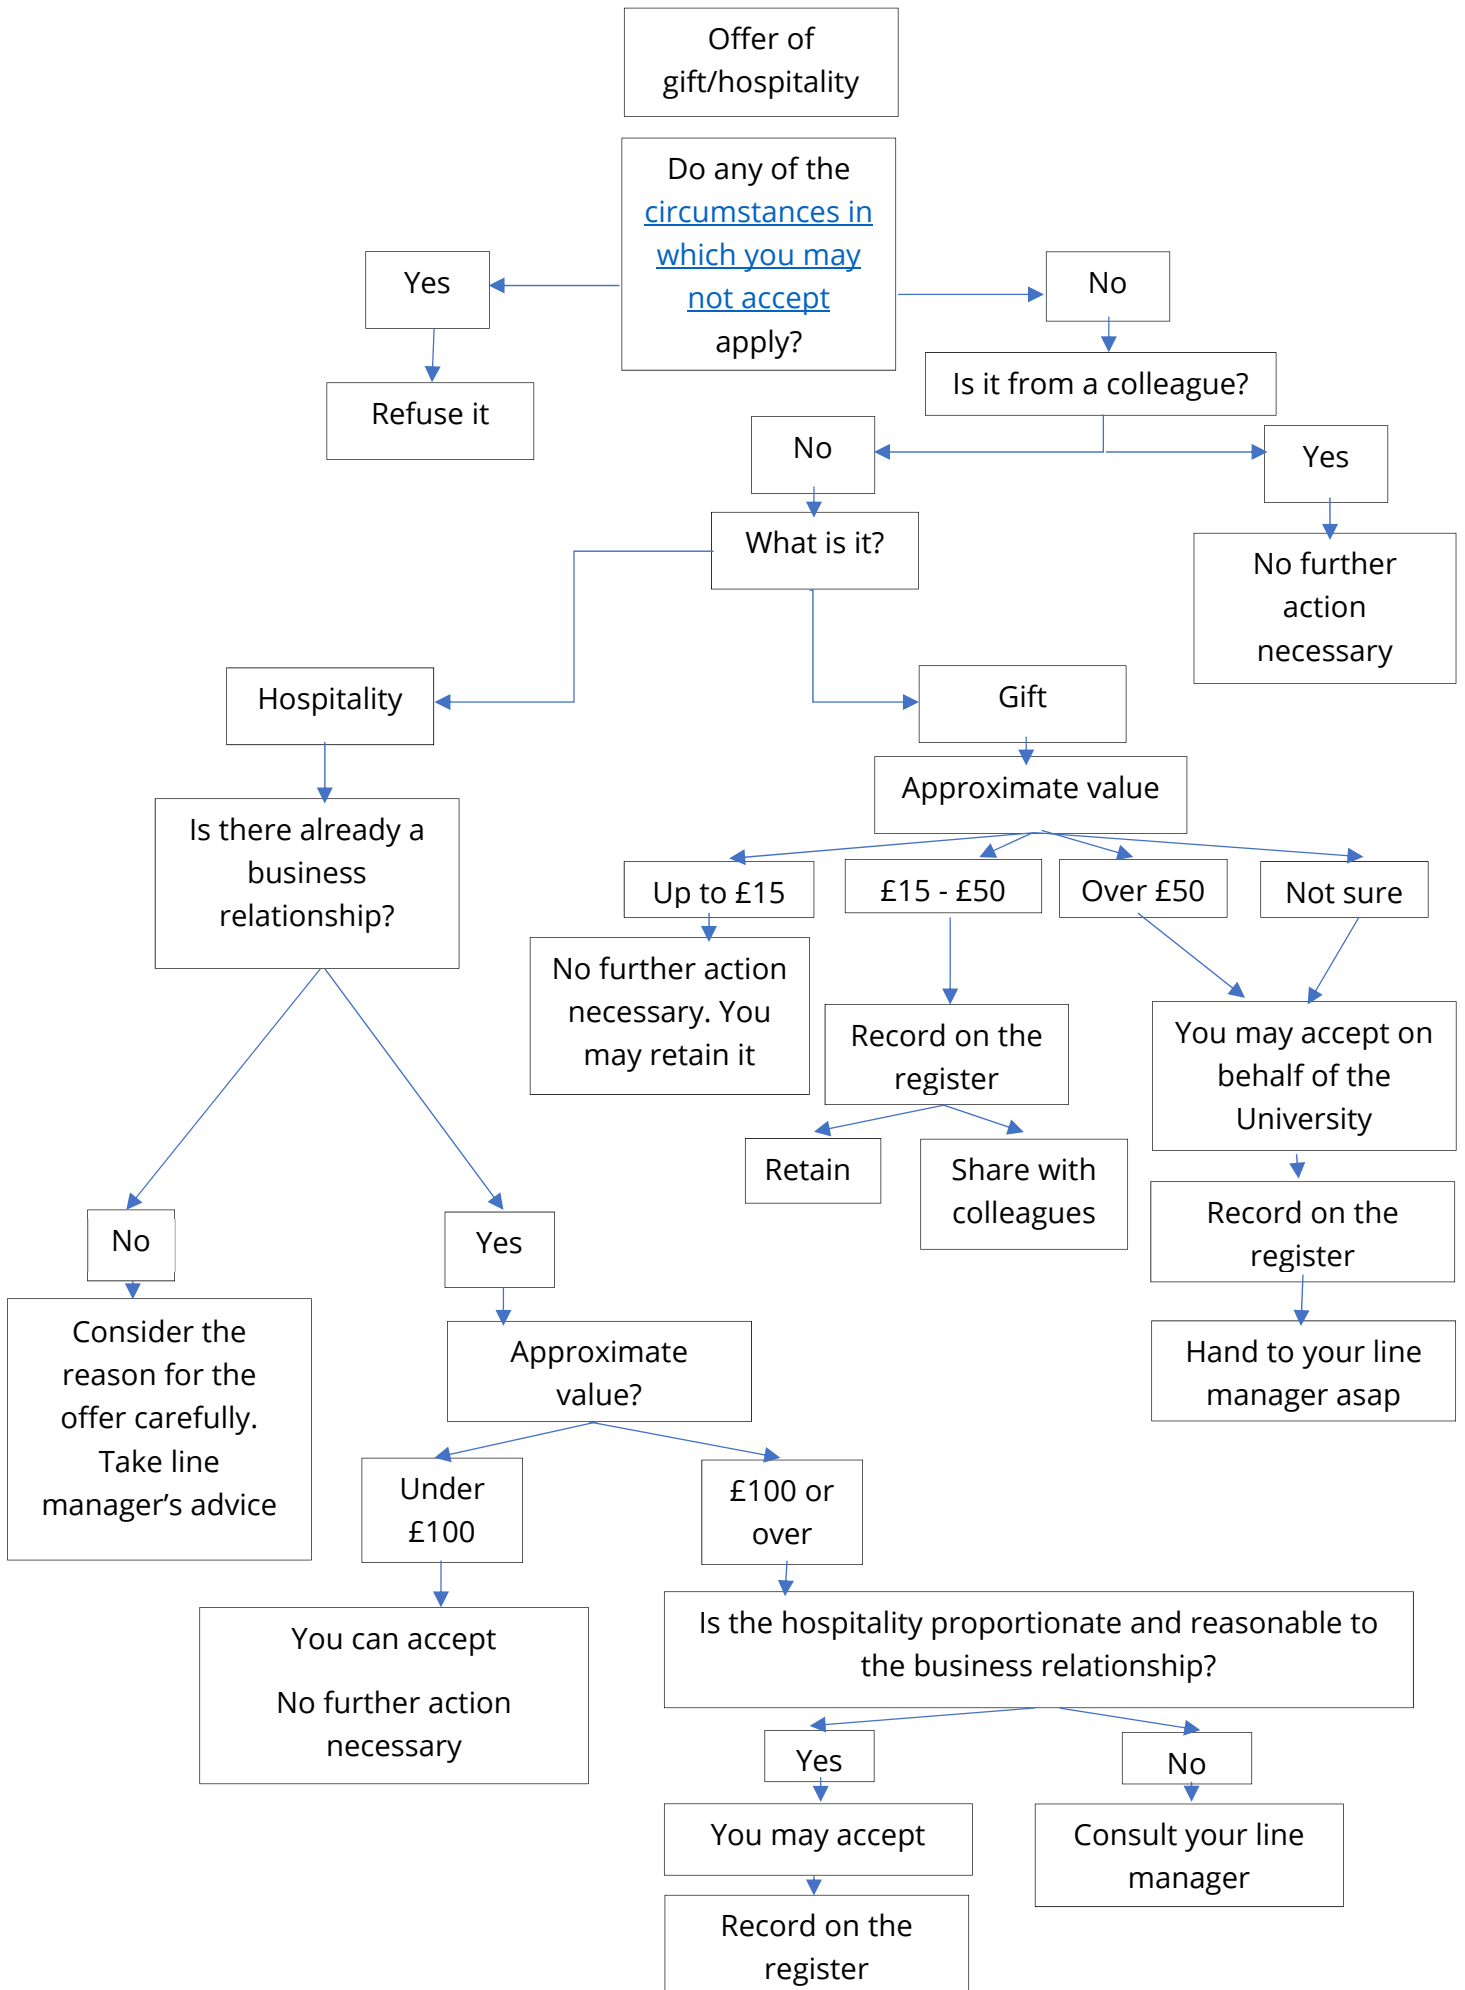 Offer of
gift/hospitality
Do any of the
circumstances in
which you may
not accept
apply?
Yes
No
Refuse it
Is it from a colleague?
No
Yes
What is it?
No further
action
necessary
Hospitality
Gift
Is there already a
business
relationship?
Approximate value
Up to £15
£15 - £50
Over £50
Not sure
No further action
necessary. You
may retain it
Record on the
register
You may accept on
behalf of the
University
Retain
Share with
colleagues
Record on the
register
Hand to your line
manager asap
No
Yes
Consider the
reason for the
offer carefully.
Take line
manager’s advice
Approximate
value?
Under
£100
£100 or
over
You can accept
No further action
necessary
Is the hospitality proportionate and reasonable to
the business relationship?
Yes
No
You may accept
Consult your line
manager
Record on the
register